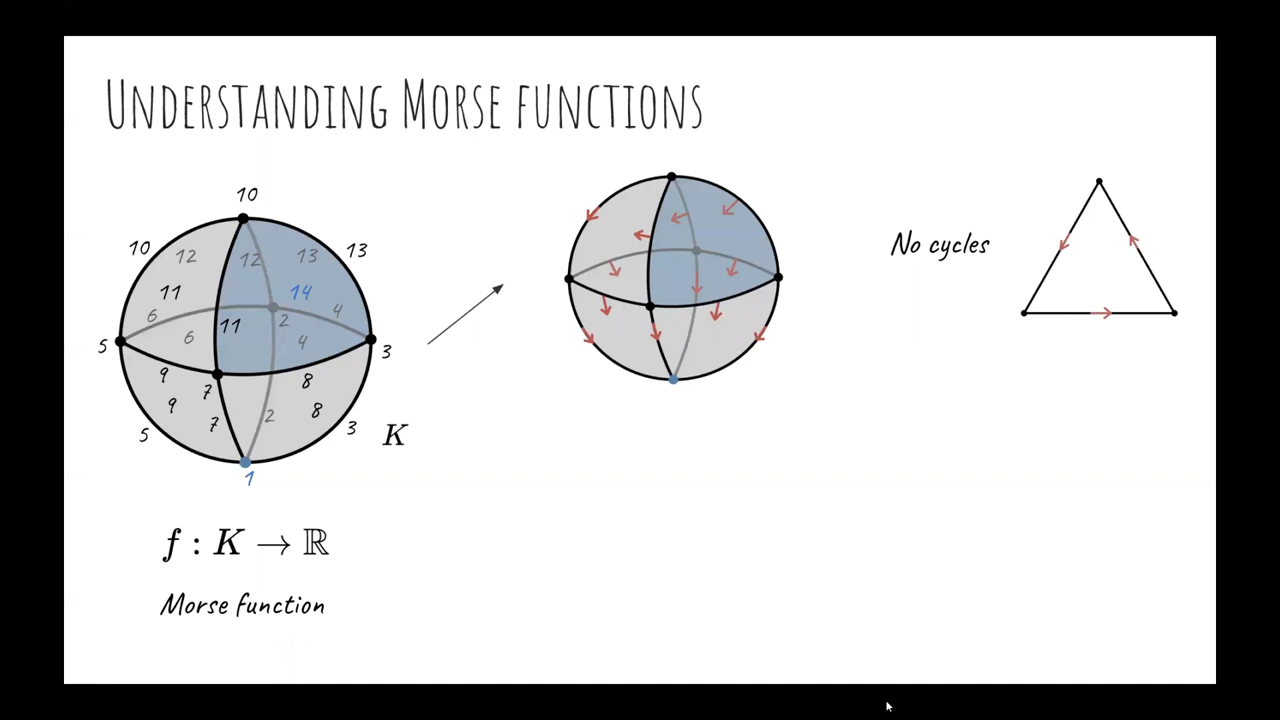 UNDERSTANDING MORSE FUNCTIONS
10
10 12 12 13 13
11 14
6 11 2 4
5 6 4 3
9 7 8
9 7 2 8
5 3 K
1
No cycles
f : K → ℝ
Morse function